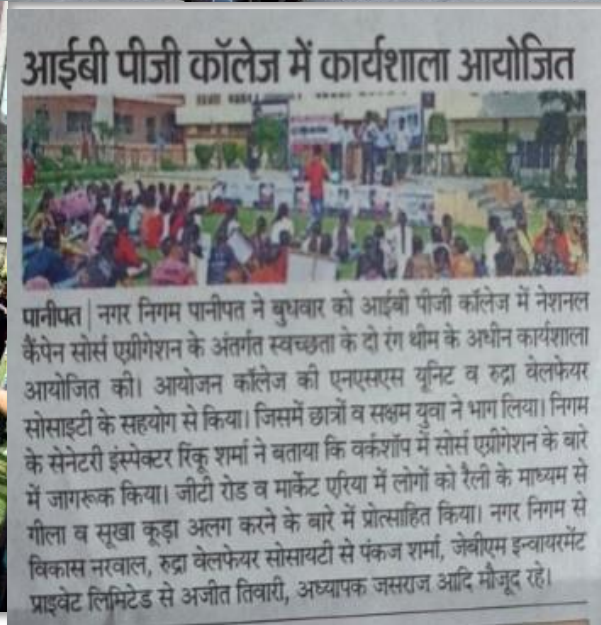 आईबी पीजी कॉलेज में कार्यशाला आयोजित
पानीपत | नगर निगम पानीपत ने बुधवार को आईबी पीजी कॉलेज में नेशनल
कैंपेन सोर्स एग्रीगेशन के अंतर्गत स्वच्छता के दो रंग थीम के अधीन कार्यशाला
आयोजित की। आयोजन कॉलेज की एनएसएस यूनिट व रुद्रा वेलफेयर
सोसाइटी के सहयोग से किया। जिसमें छात्रों व सक्षम युवा ने भाग लिया। निगम
के सेनेटरी इंस्पेक्टर रिंकू शर्मा ने बताया कि वर्कशॉप में सोर्स एग्रीगेशन के बारे
में जागरूक किया। जीटी रोड व मार्केट एरिया में लोगों को रैली के माध्यम से
गीला व सूखा कूड़ा अलग करने के बारे में प्रोत्साहित किया। नगर निगम से
विकास नरवाल, रुद्रा वेलफेयर सोसायटी से पंकज शर्मा, जेबीएम इन्वायरमेंट
प्राइवेट लिमिटेड से अजीत तिवारी, अध्यापक जसराज आदि मौजूद रहे।